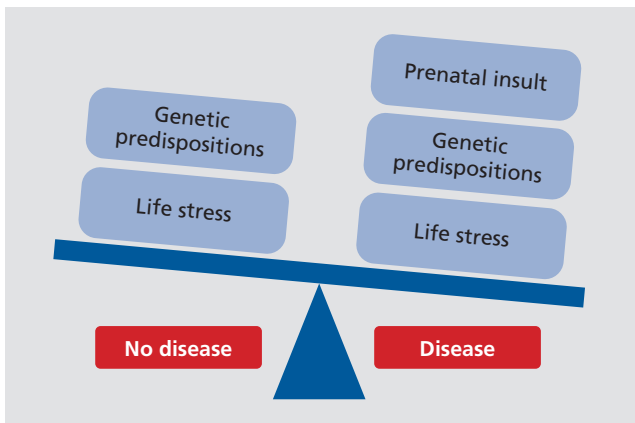 Genetic
predispositions
Life stress
Prenatal insult
Genetic
predispositions
Life stress
No disease
Disease